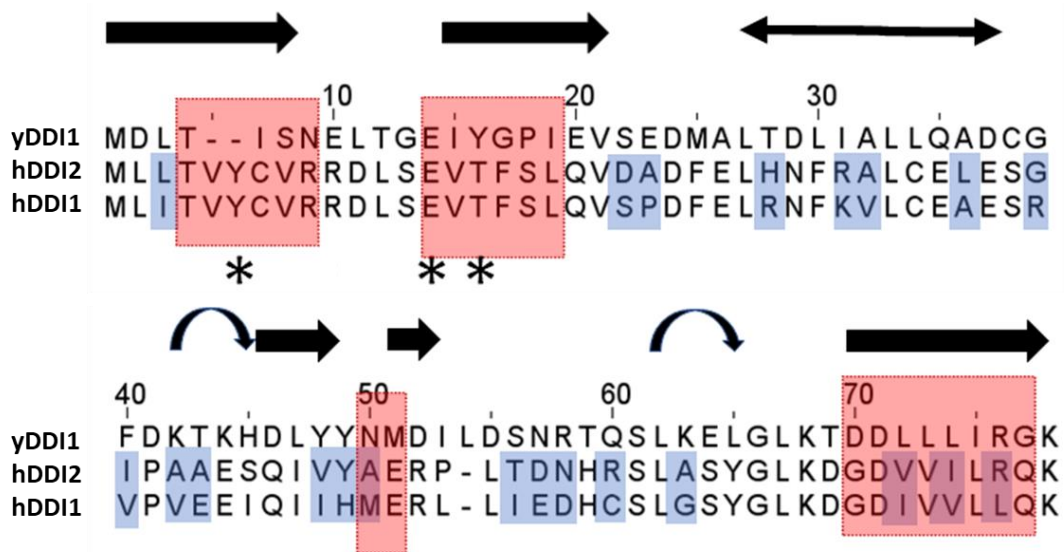 10 20 30
yDDI1 MDLT--ISNELTGEIYGPIEVSEDMALTDLIALLQADCG
hDDI2 MLLTVYCVRRDLSEVTFSLQVDADFELHNFRALCELESG
hDDI1 MLITVYCVRRDLSEVTFSLQVSPDFELRNFKVLCEAESR
* * *
40 50 60 70
yDDI1 FDKTKHDLYYNMDILDSNRTQSLKELGLKTDDLLLIRGK
hDDI2 IPAAESQIVYAERP-LTDNHRSLASYGLKDGDVVILRQK
hDDI1 VPVEEIQIIHMERL-LIEDHCSLGSYGLKDGDIVVLLQK